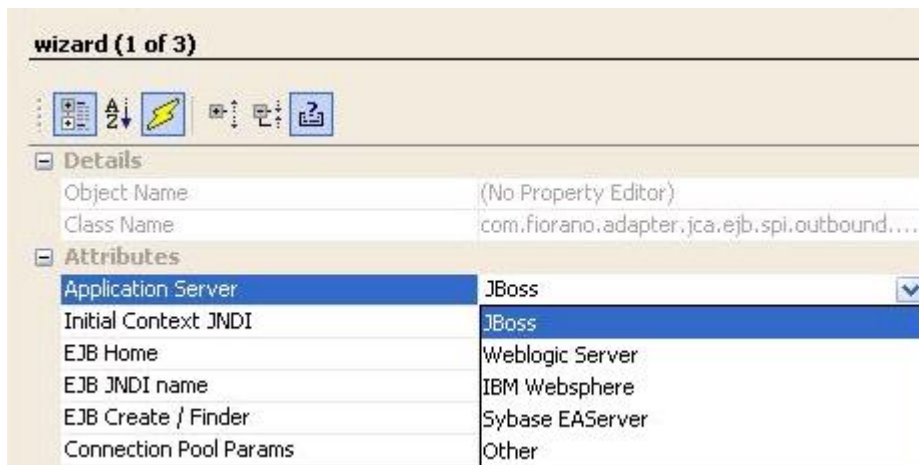 wizard (1 of 3)
A
Z
Details
Object Name (No Property Editor)
Class Name com.fiorano.adapter.jca.ejb.spi.outbound....
Attributes
Application Server JBoss
Initial Context JNDI JBoss
EJB Home Weblogic Server
EJB JNDI name IBM Websphere
EJB Create / Finder Sybase EAServer
Connection Pool Params Other